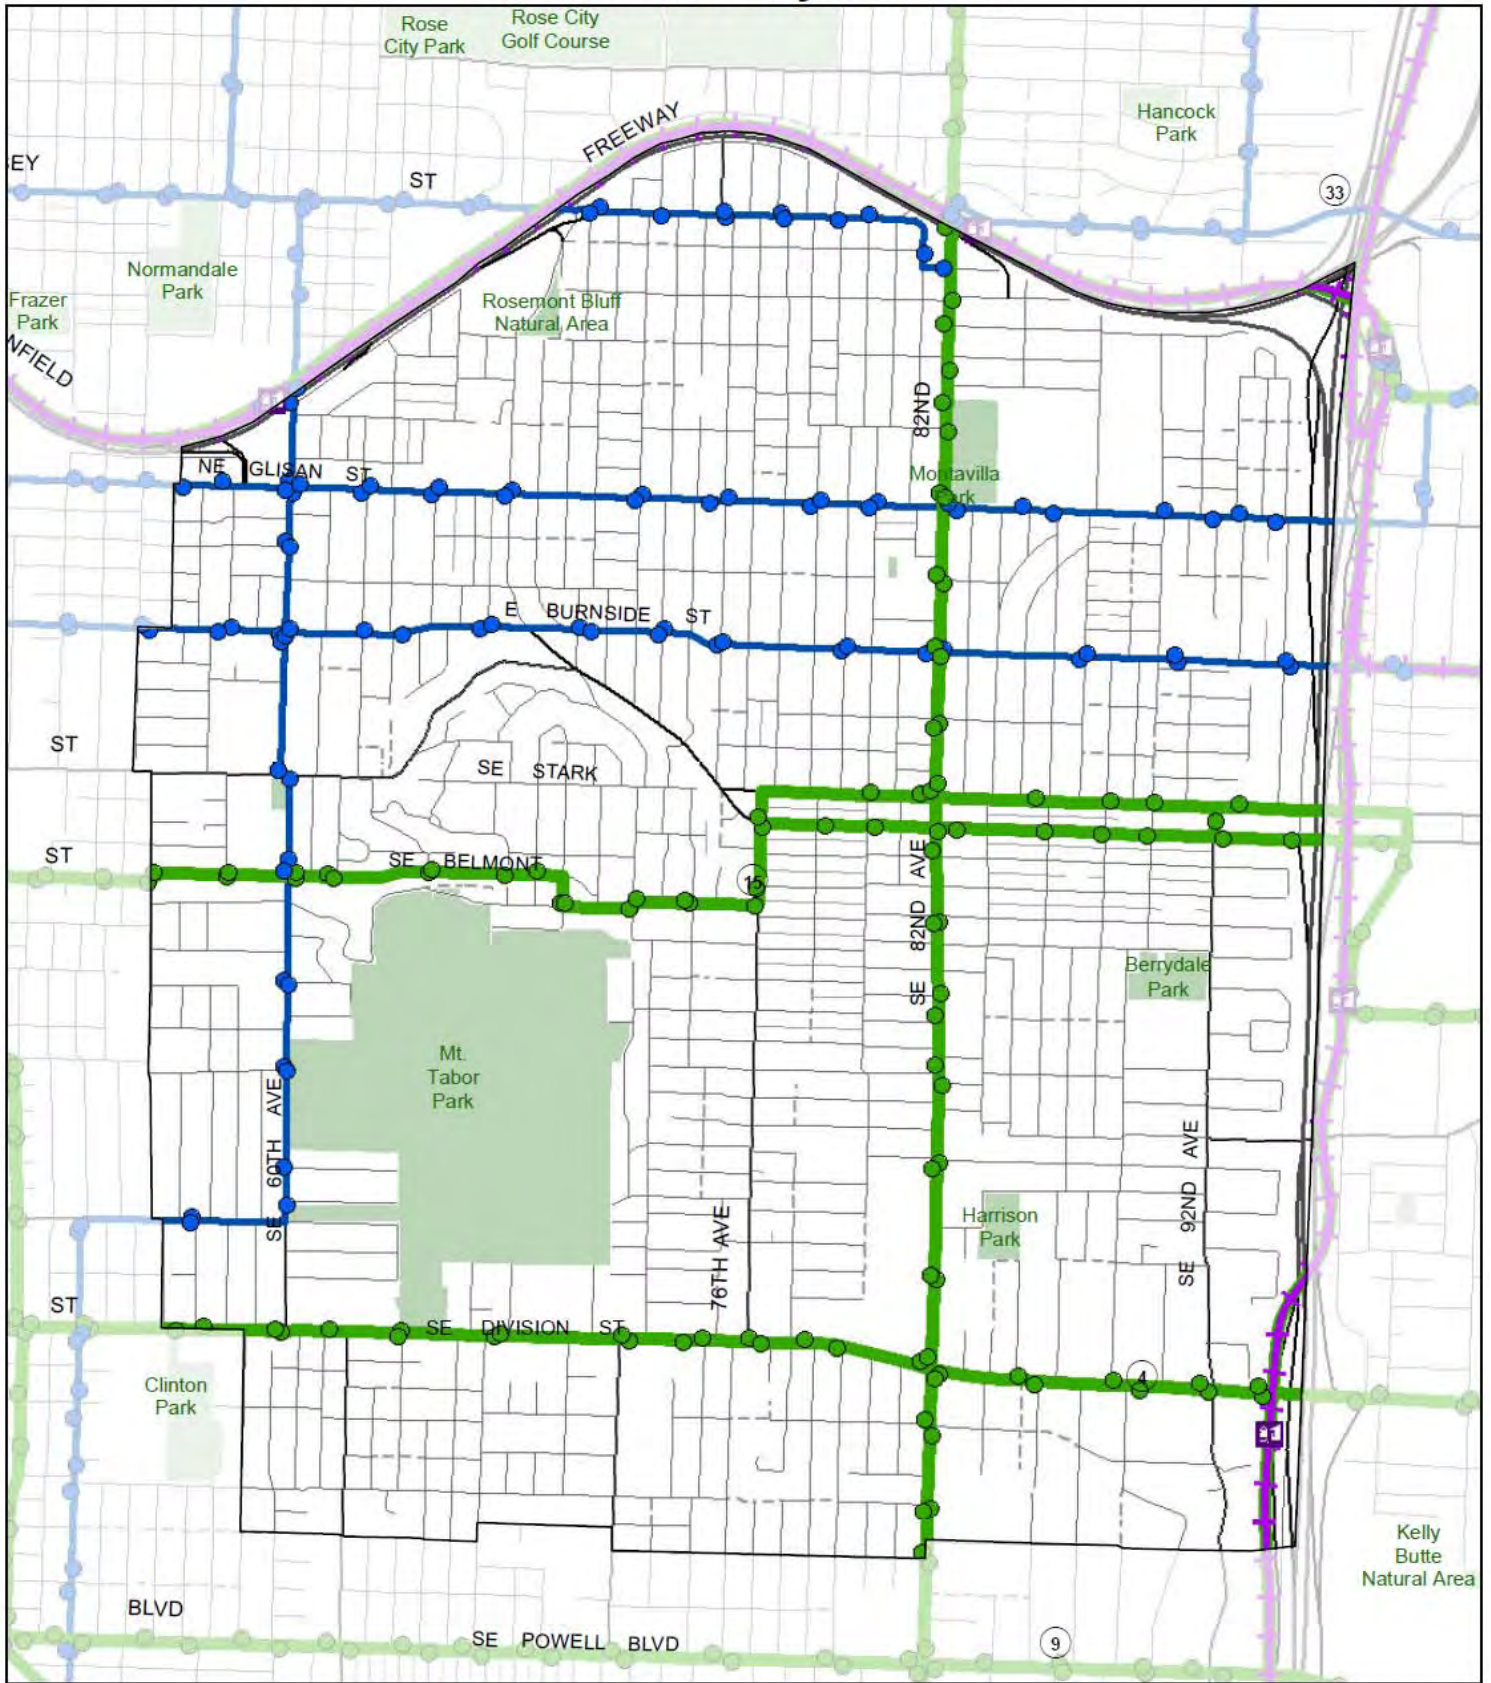 Rose
City Park
Rose City
Golf Course
Hancock
Park
FREEWAY
ST
33
Normandale
Park
Frazer
Park
Rosemont Bluff
Natural Area
82ND
NE GLISAN ST
Montavilla
Park
E BURNSIDE ST
ST
SE STARK
ST
SE BELMONT
15
SE 82ND AVE
Berrydale
Park
Mt.
Tabor
Park
SE 60TH AVE
76TH AVE
Harrison
Park
SE 92ND AVE
ST
SE DIVISION ST
4
Clinton
Park
Kelly
Butte
Natural Area
BLVD
SE POWELL BLVD
9